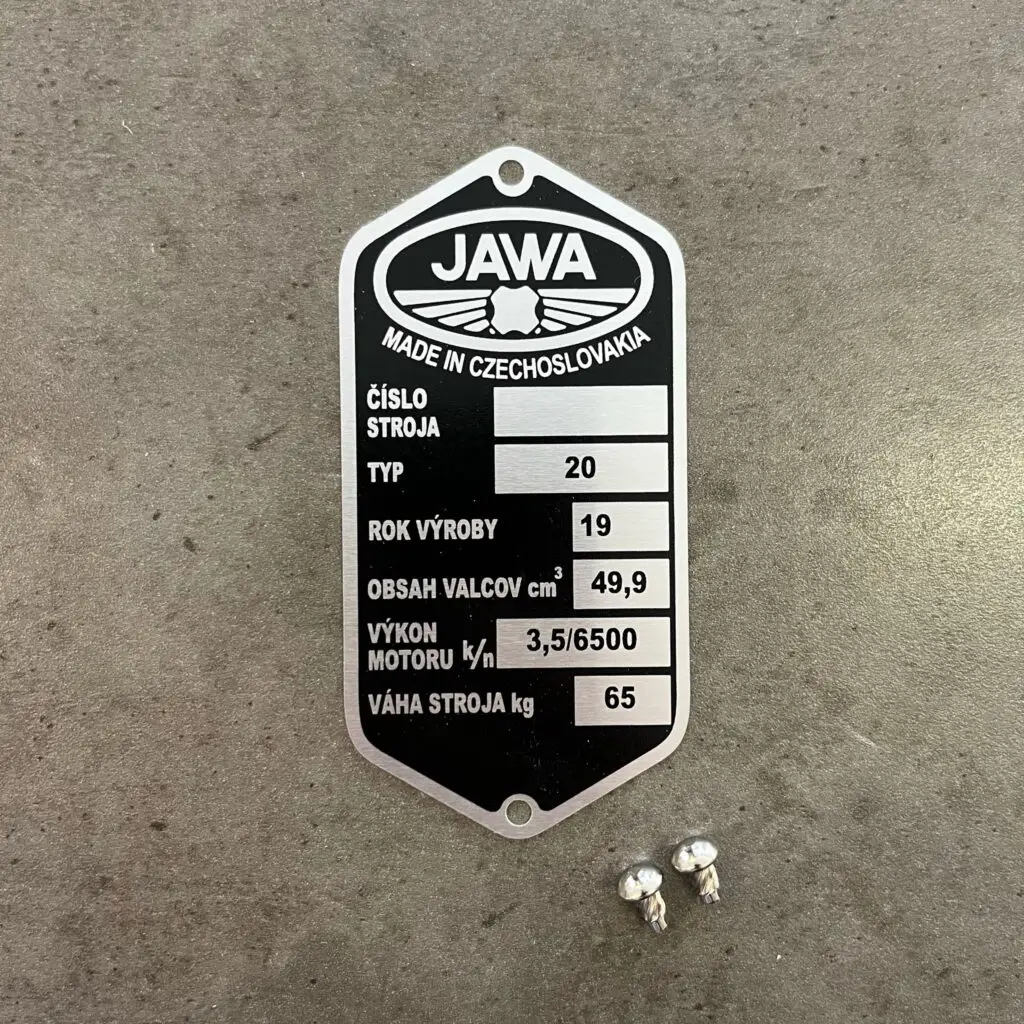 JAWA
MADE IN CZECHOSLOVAKIA
ČÍSLO
STROJA
TYP 20
ROK VÝROBY 19
OBSAH VALCOV cm³ 49,9
VÝKON
MOTORU k/n 3,5/6500
VÁHA STROJA kg 65